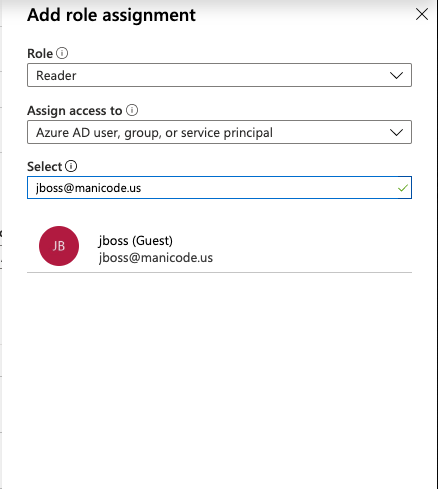 Add role assignment
Role
Reader
Assign access to
Azure AD user, group, or service principal
Select
jboss@manicode.us
JB
jboss (Guest)
jboss@manicode.us